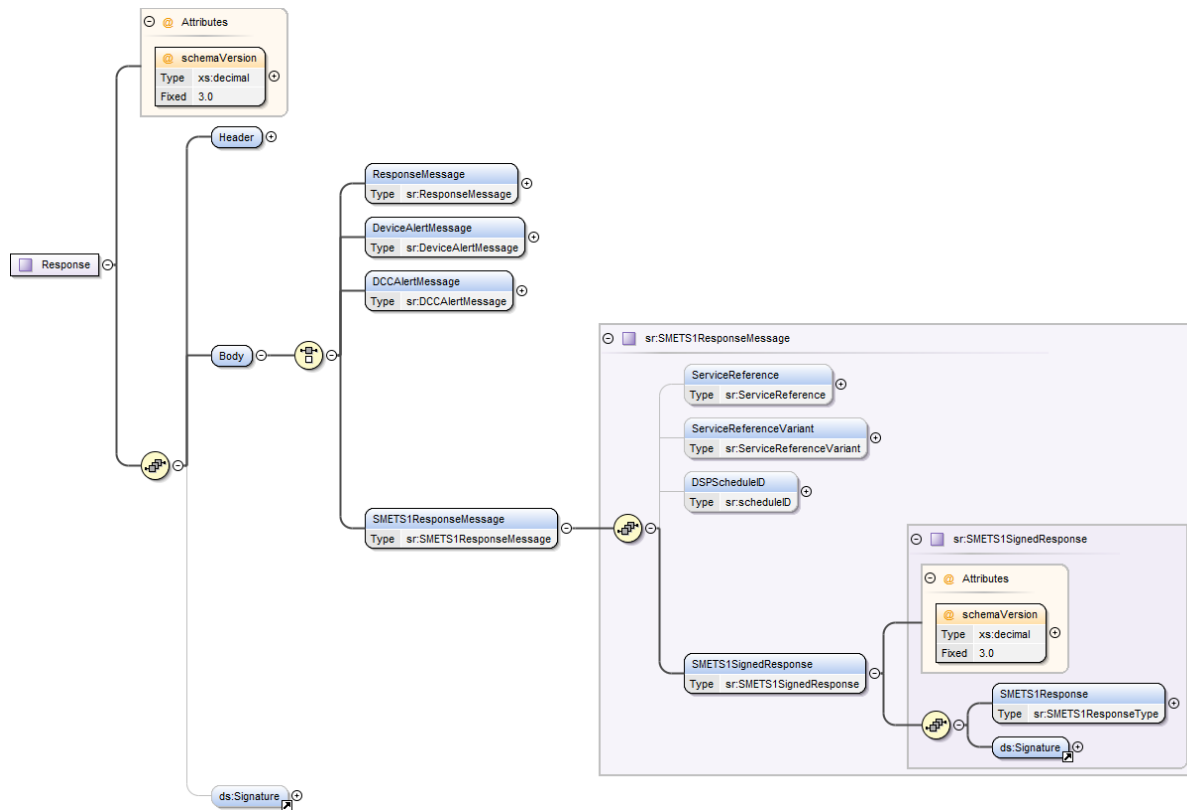 @ Attributes
@ schemaVersion
Type xs:decimal
Fixed 3.0
Header
ResponseMessage
Type sr:ResponseMessage
DeviceAlertMessage
Type sr:DeviceAlertMessage
Response
DCCAlertMessage
Type sr:DCCAlertMessage
Body
sr:SMETS1ResponseMessage
ServiceReference
Type sr:ServiceReference
ServiceReferenceVariant
Type sr:ServiceReferenceVariant
DSPScheduleID
Type sr:scheduleID
SMETS1ResponseMessage
Type sr:SMETS1ResponseMessage
sr:SMETS1SignedResponse
@ Attributes
@ schemaVersion
Type xs:decimal
Fixed 3.0
SMETS1SignedResponse
Type sr:SMETS1SignedResponse
SMETS1Response
Type sr:SMETS1ResponseType
ds:Signature
ds:Signature